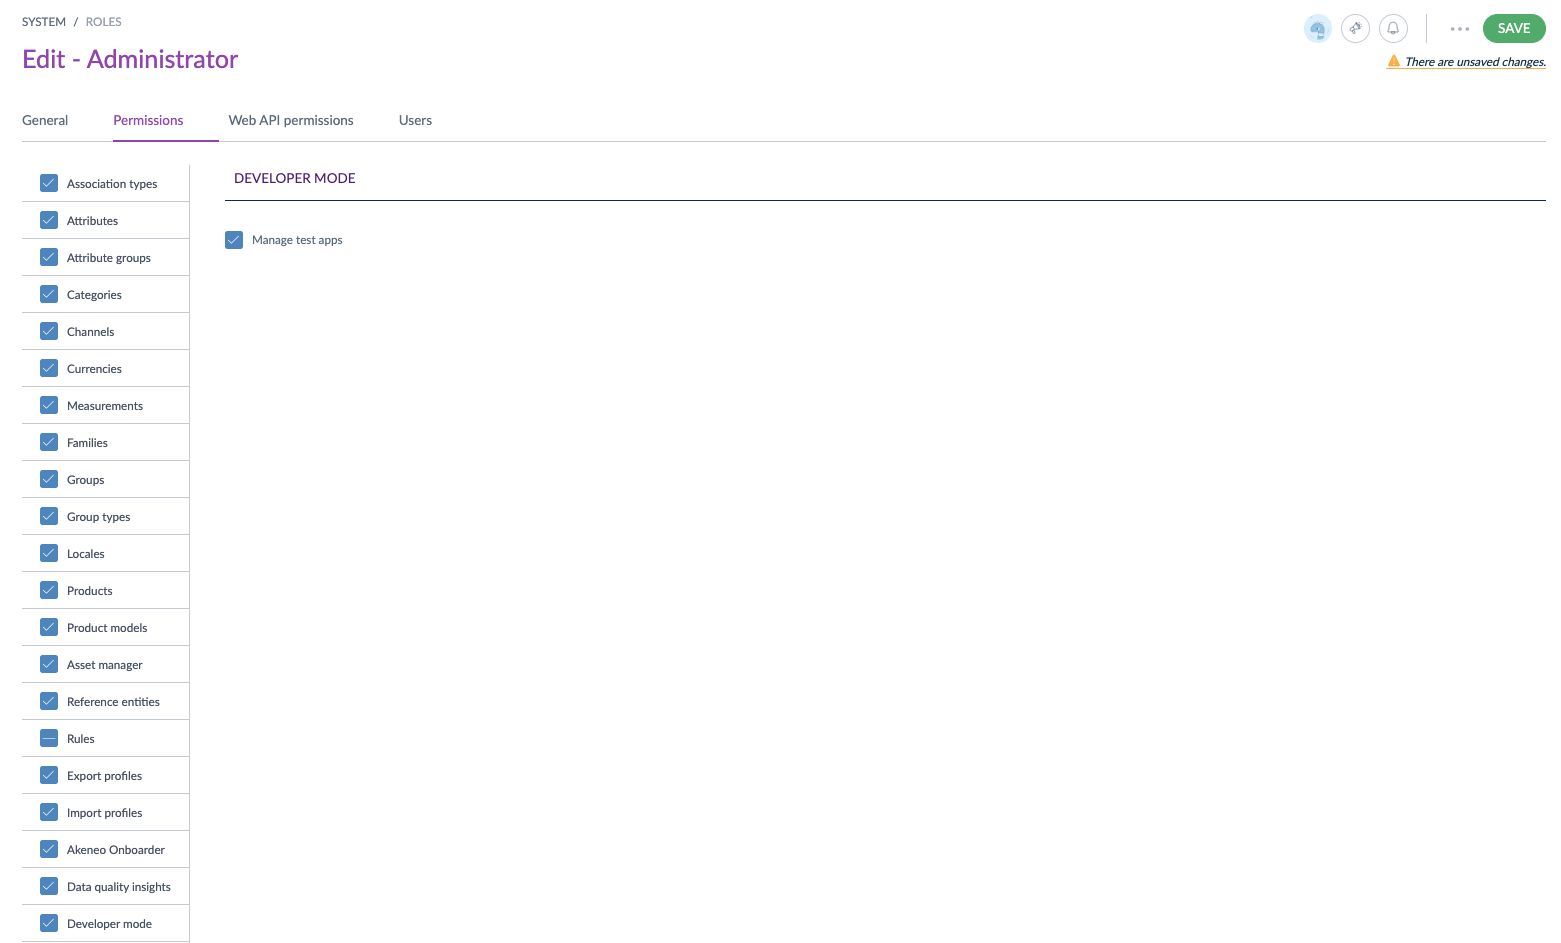 SYSTEM / ROLES
SAVE
Edit - Administrator
There are unsaved changes.
General Permissions Web API permissions Users
Association types
Attributes
Attribute groups
Categories
Channels
Currencies
Measurements
Families
Groups
Group types
Locales
Products
Product models
Asset manager
Reference entities
Rules
Export profiles
Import profiles
Akeneo Onboarder
Data quality insights
Developer mode
DEVELOPER MODE
Manage test apps